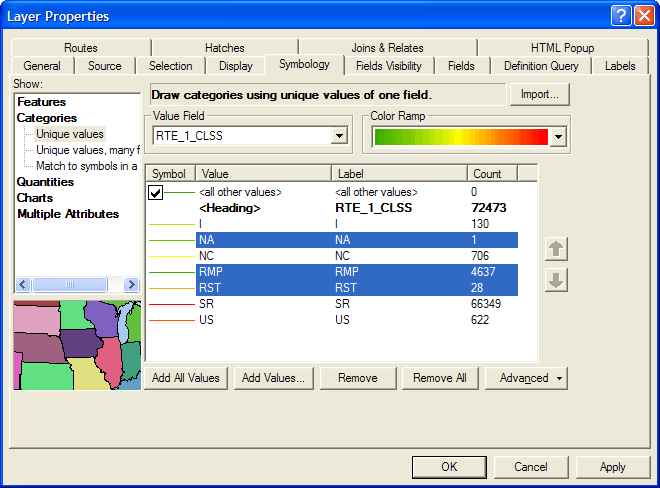 Layer Properties
Routes Hatches Joins & Relates HTML Popup
General Source Selection Display Symbology Fields Visibility Fields Definition Query Labels
Show:
Features
Categories
Unique values
Unique values, many f
Match to symbols in a
Quantities
Charts
Multiple Attributes
Draw categories using unique values of one field.
Import...
Value Field
RTE_1_CLSS
Color Ramp
Symbol Value Label Count
<all other values> <all other values> 0
<Heading> RTE_1_CLSS 72473
I I 130
NA NA 1
NC NC 706
RMP RMP 4637
RST RST 28
SR SR 66349
US US 622
Add All Values Add Values... Remove Remove All Advanced
OK Cancel Apply